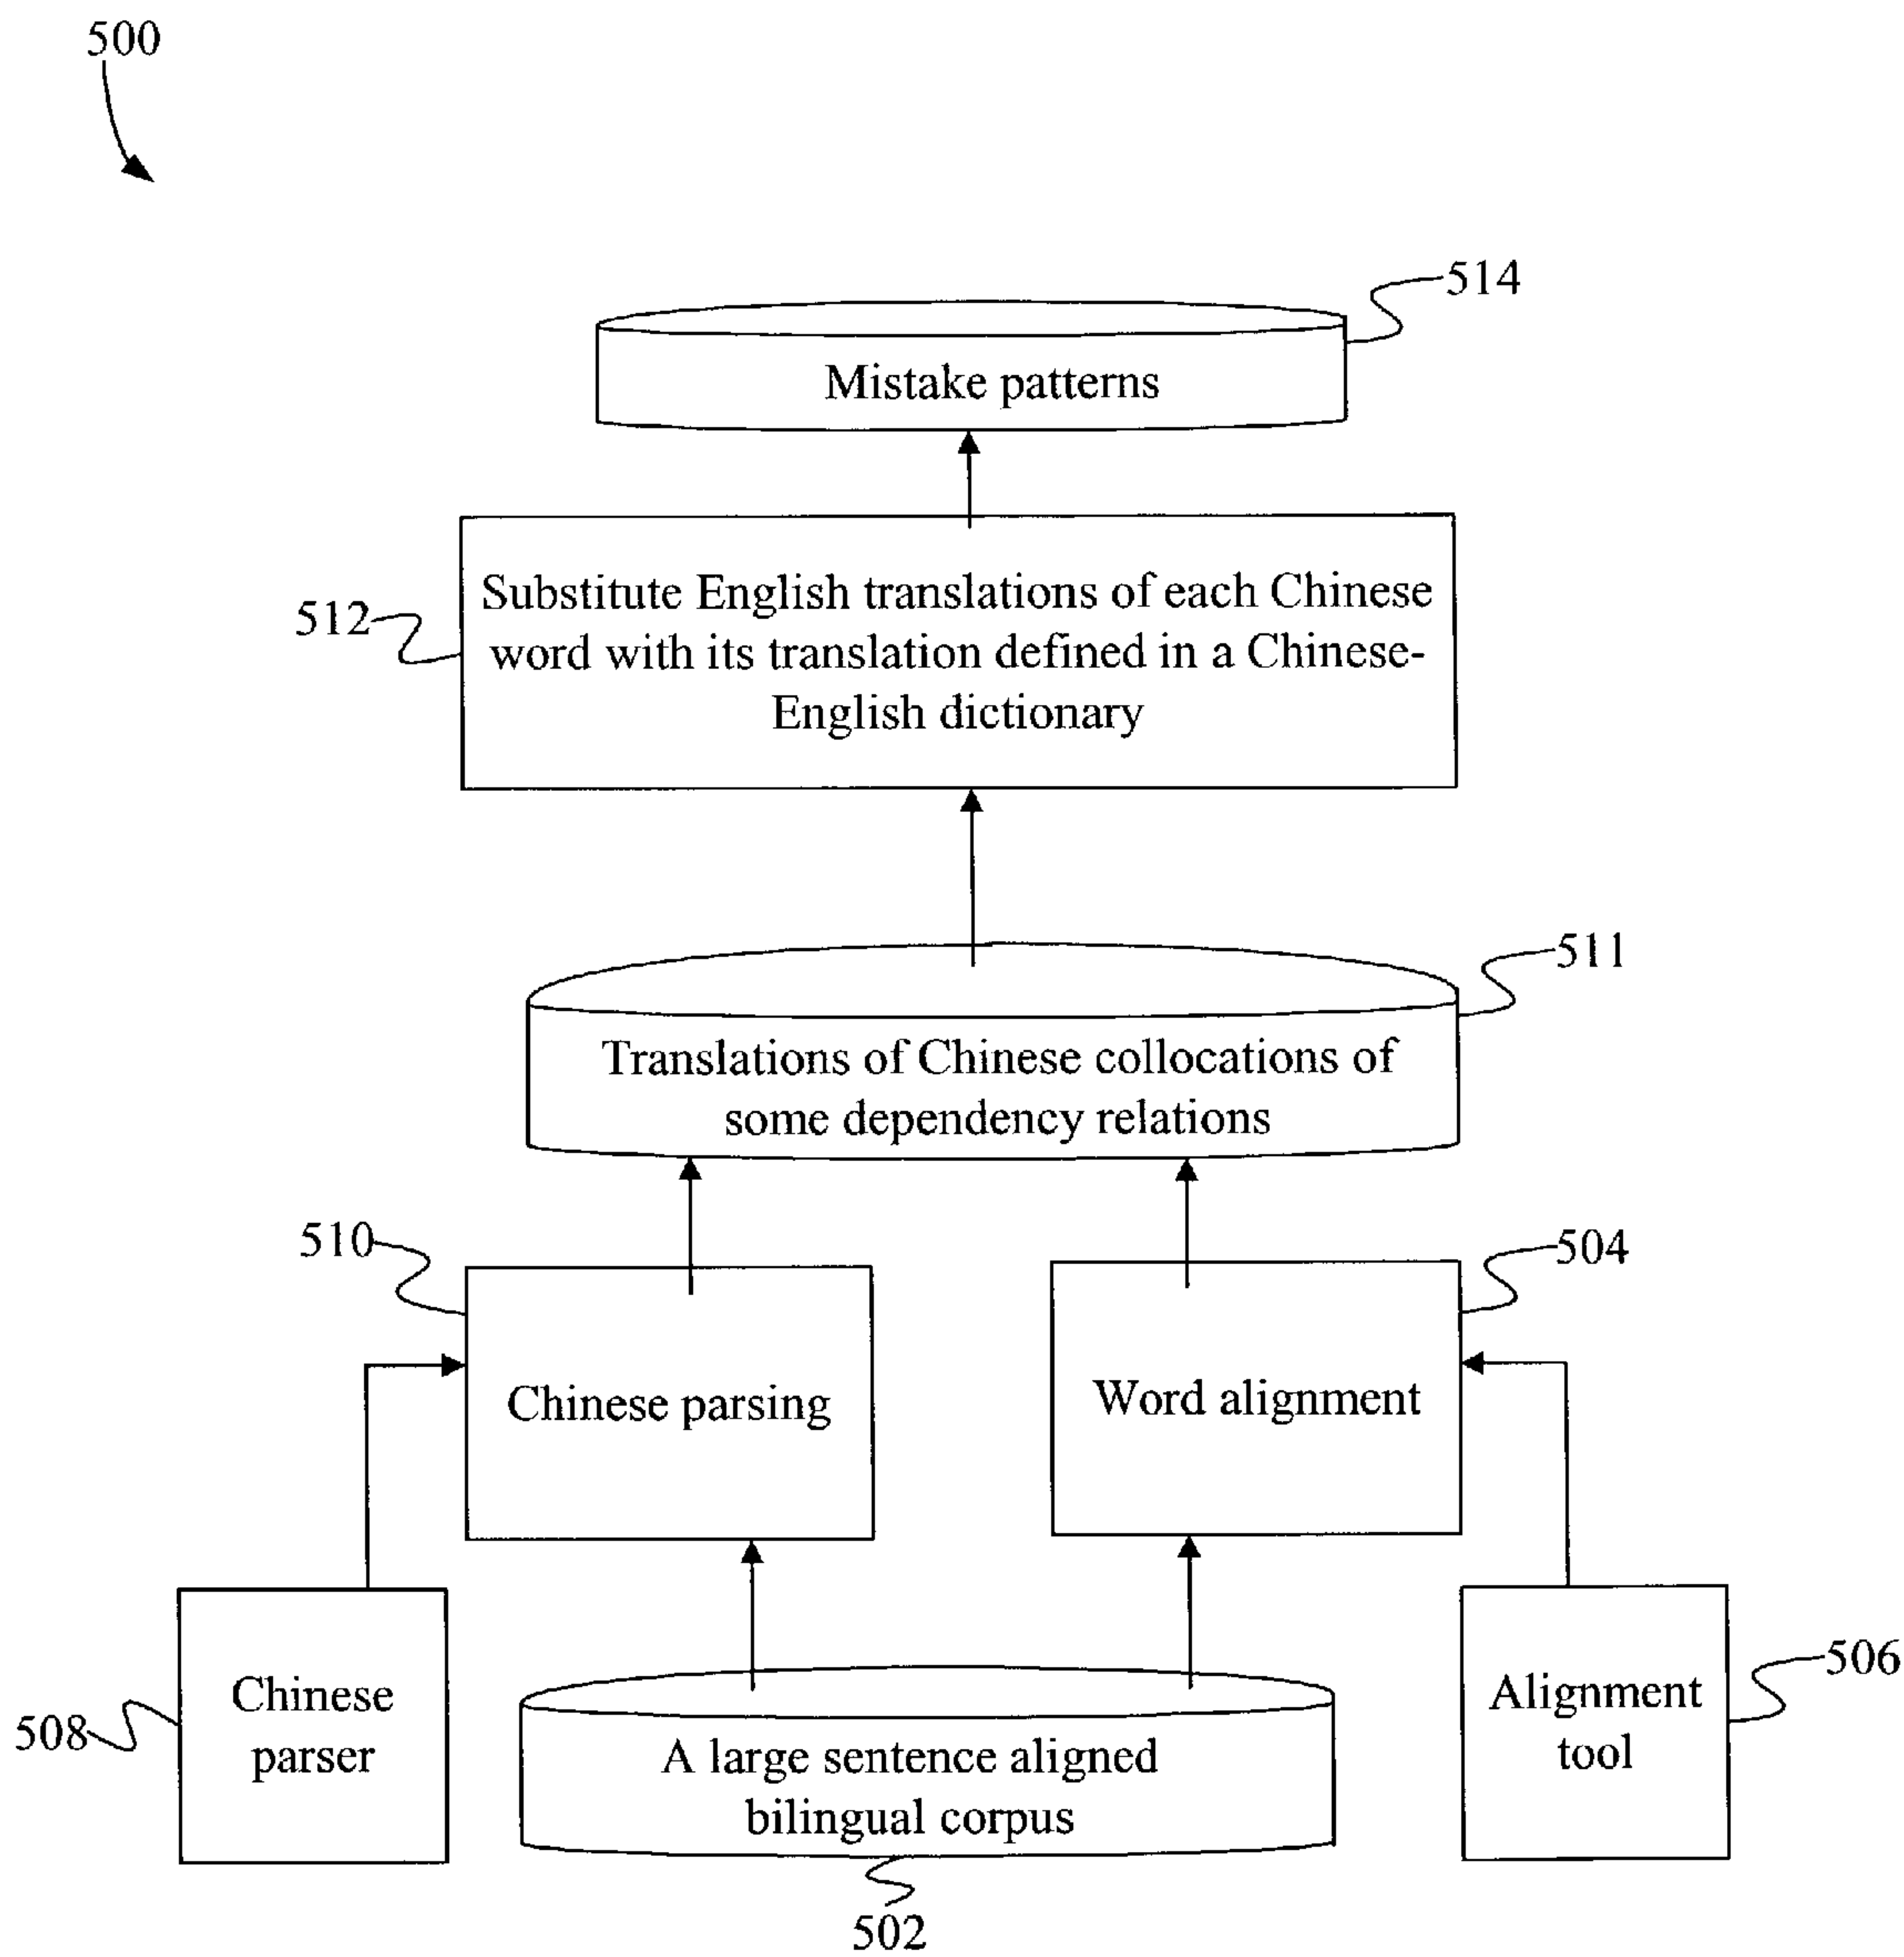 500
514
Mistake patterns
512
Substitute English translations of each Chinese
word with its translation defined in a Chinese-
English dictionary
511
Translations of Chinese collocations of
some dependency relations
510
504
Chinese parsing
Word alignment
508
Chinese
parser
A large sentence aligned
bilingual corpus
Alignment
tool
506
502